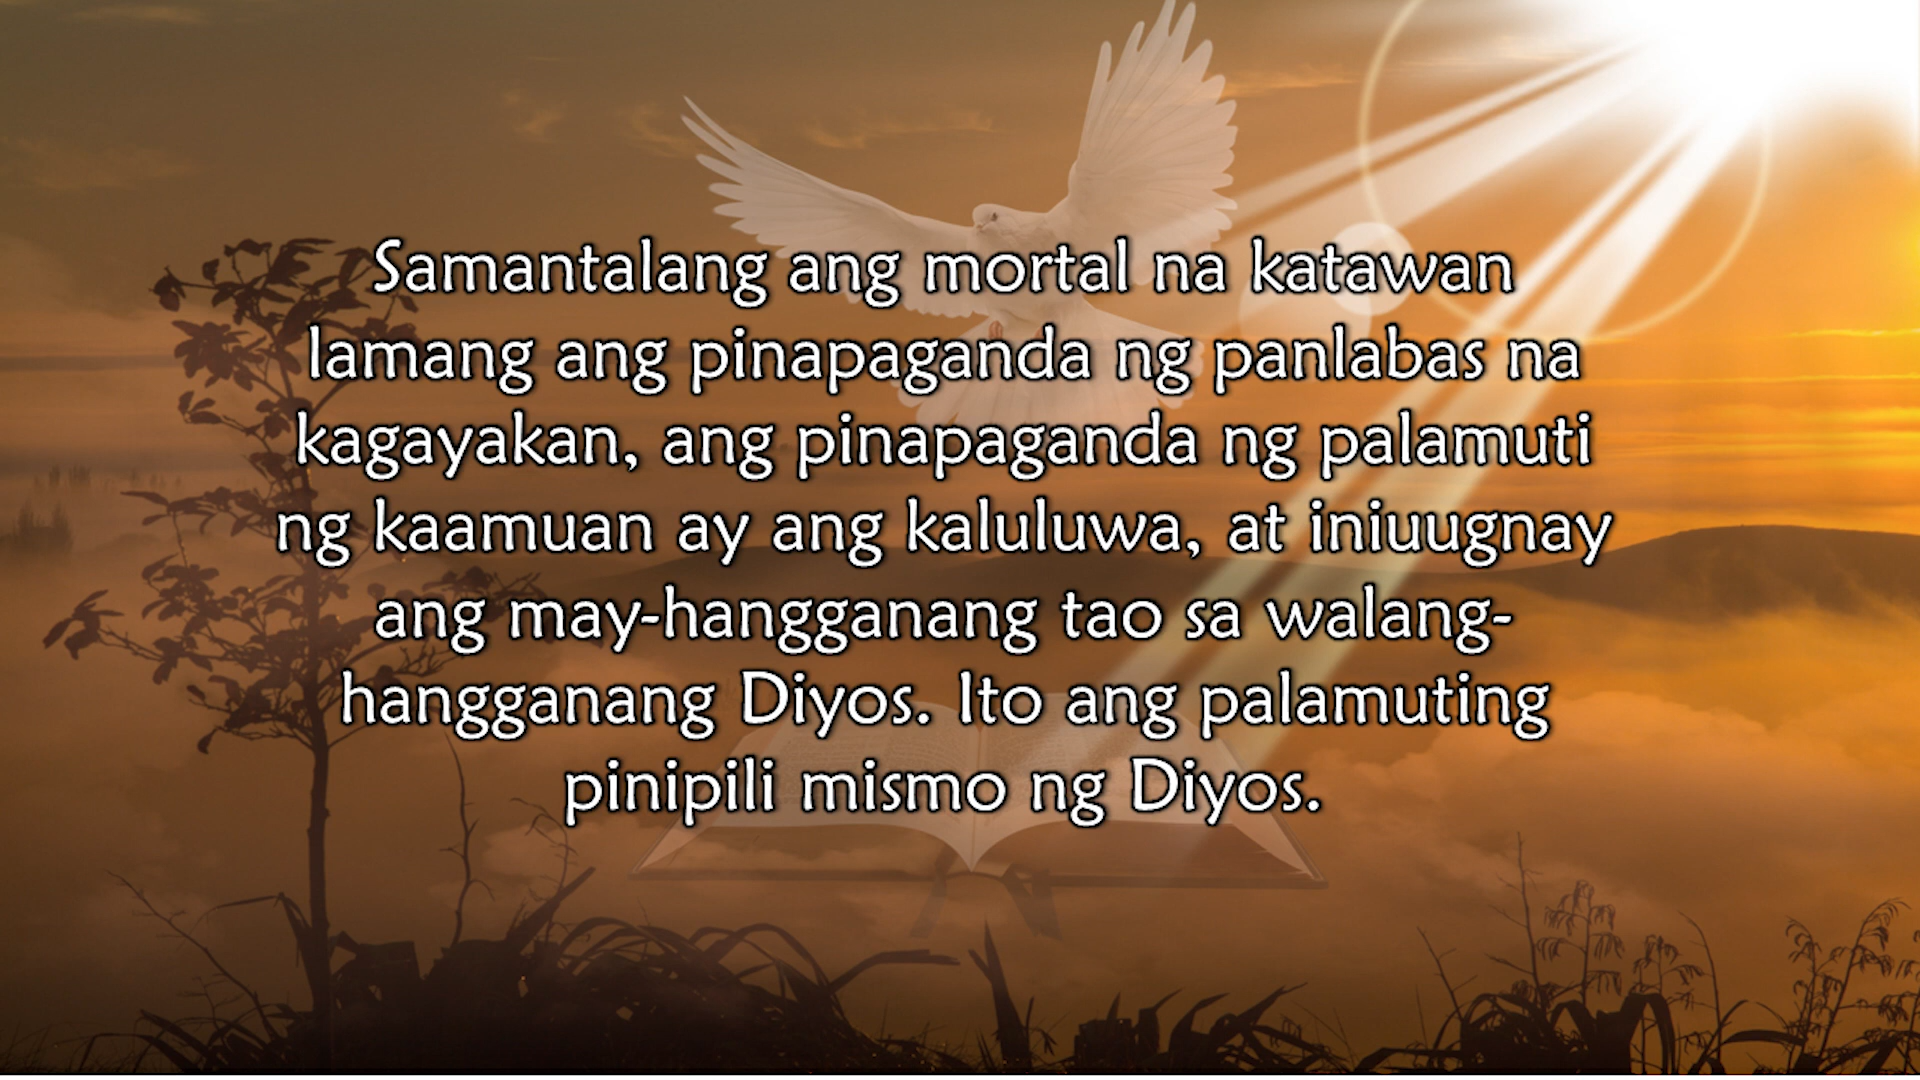 Samantalang ang mortal na katawan
lamang ang pinapaganda ng panlabas na
kagayakan, ang pinapaganda ng palamuti
ng kaamuan ay ang kaluluwa, at iniuugnay
ang may-hangganang tao sa walang-
hangganang Diyos. Ito ang palamuting
pinipili mismo ng Diyos.